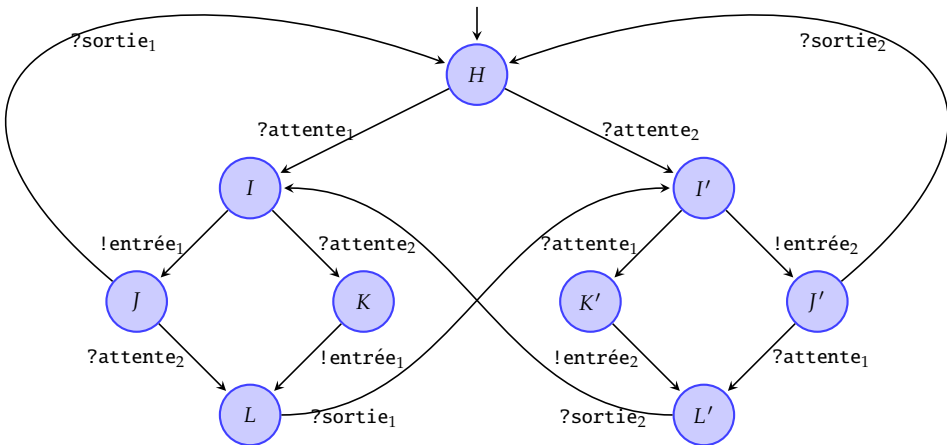 ?sortie₁
?sortie₂
H
?attente₁
?attente₂
I
I′
!entrée₁
?attente₂
?attente₁
!entrée₂
J
K
K′
J′
?attente₂
!entrée₁
!entrée₂
?attente₁
L
?sortie₁
?sortie₂
L′